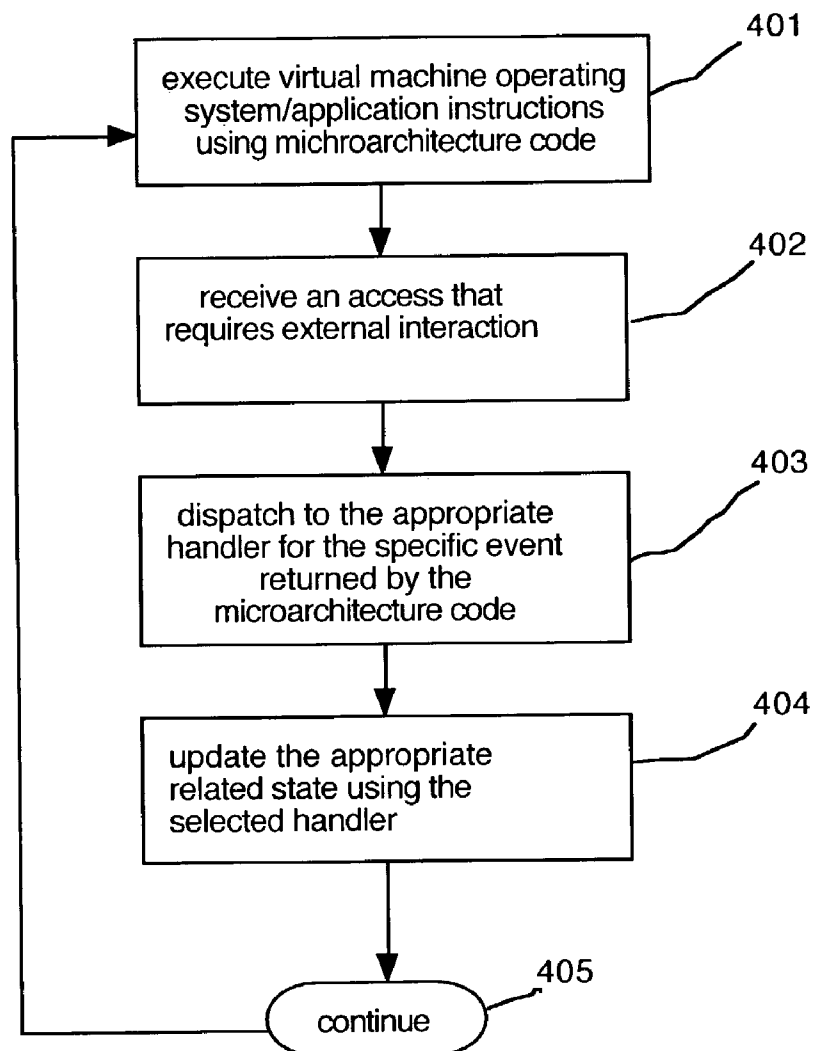 401
execute virtual machine operating
system/application instructions
using michroarchitecture code
402
receive an access that
requires external interaction
403
dispatch to the appropriate
handler for the specific event
returned by the
microarchitecture code
404
update the appropriate
related state using the
selected handler
405
continue